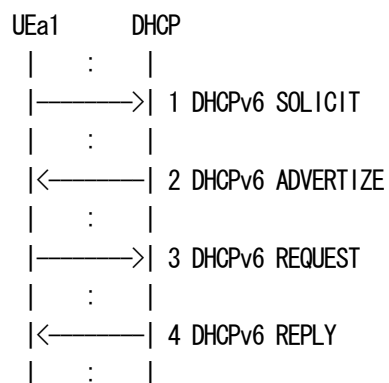 UEa1 DHCP
1 DHCPv6 SOLICIT
2 DHCPv6 ADVERTIZE
3 DHCPv6 REQUEST
4 DHCPv6 REPLY